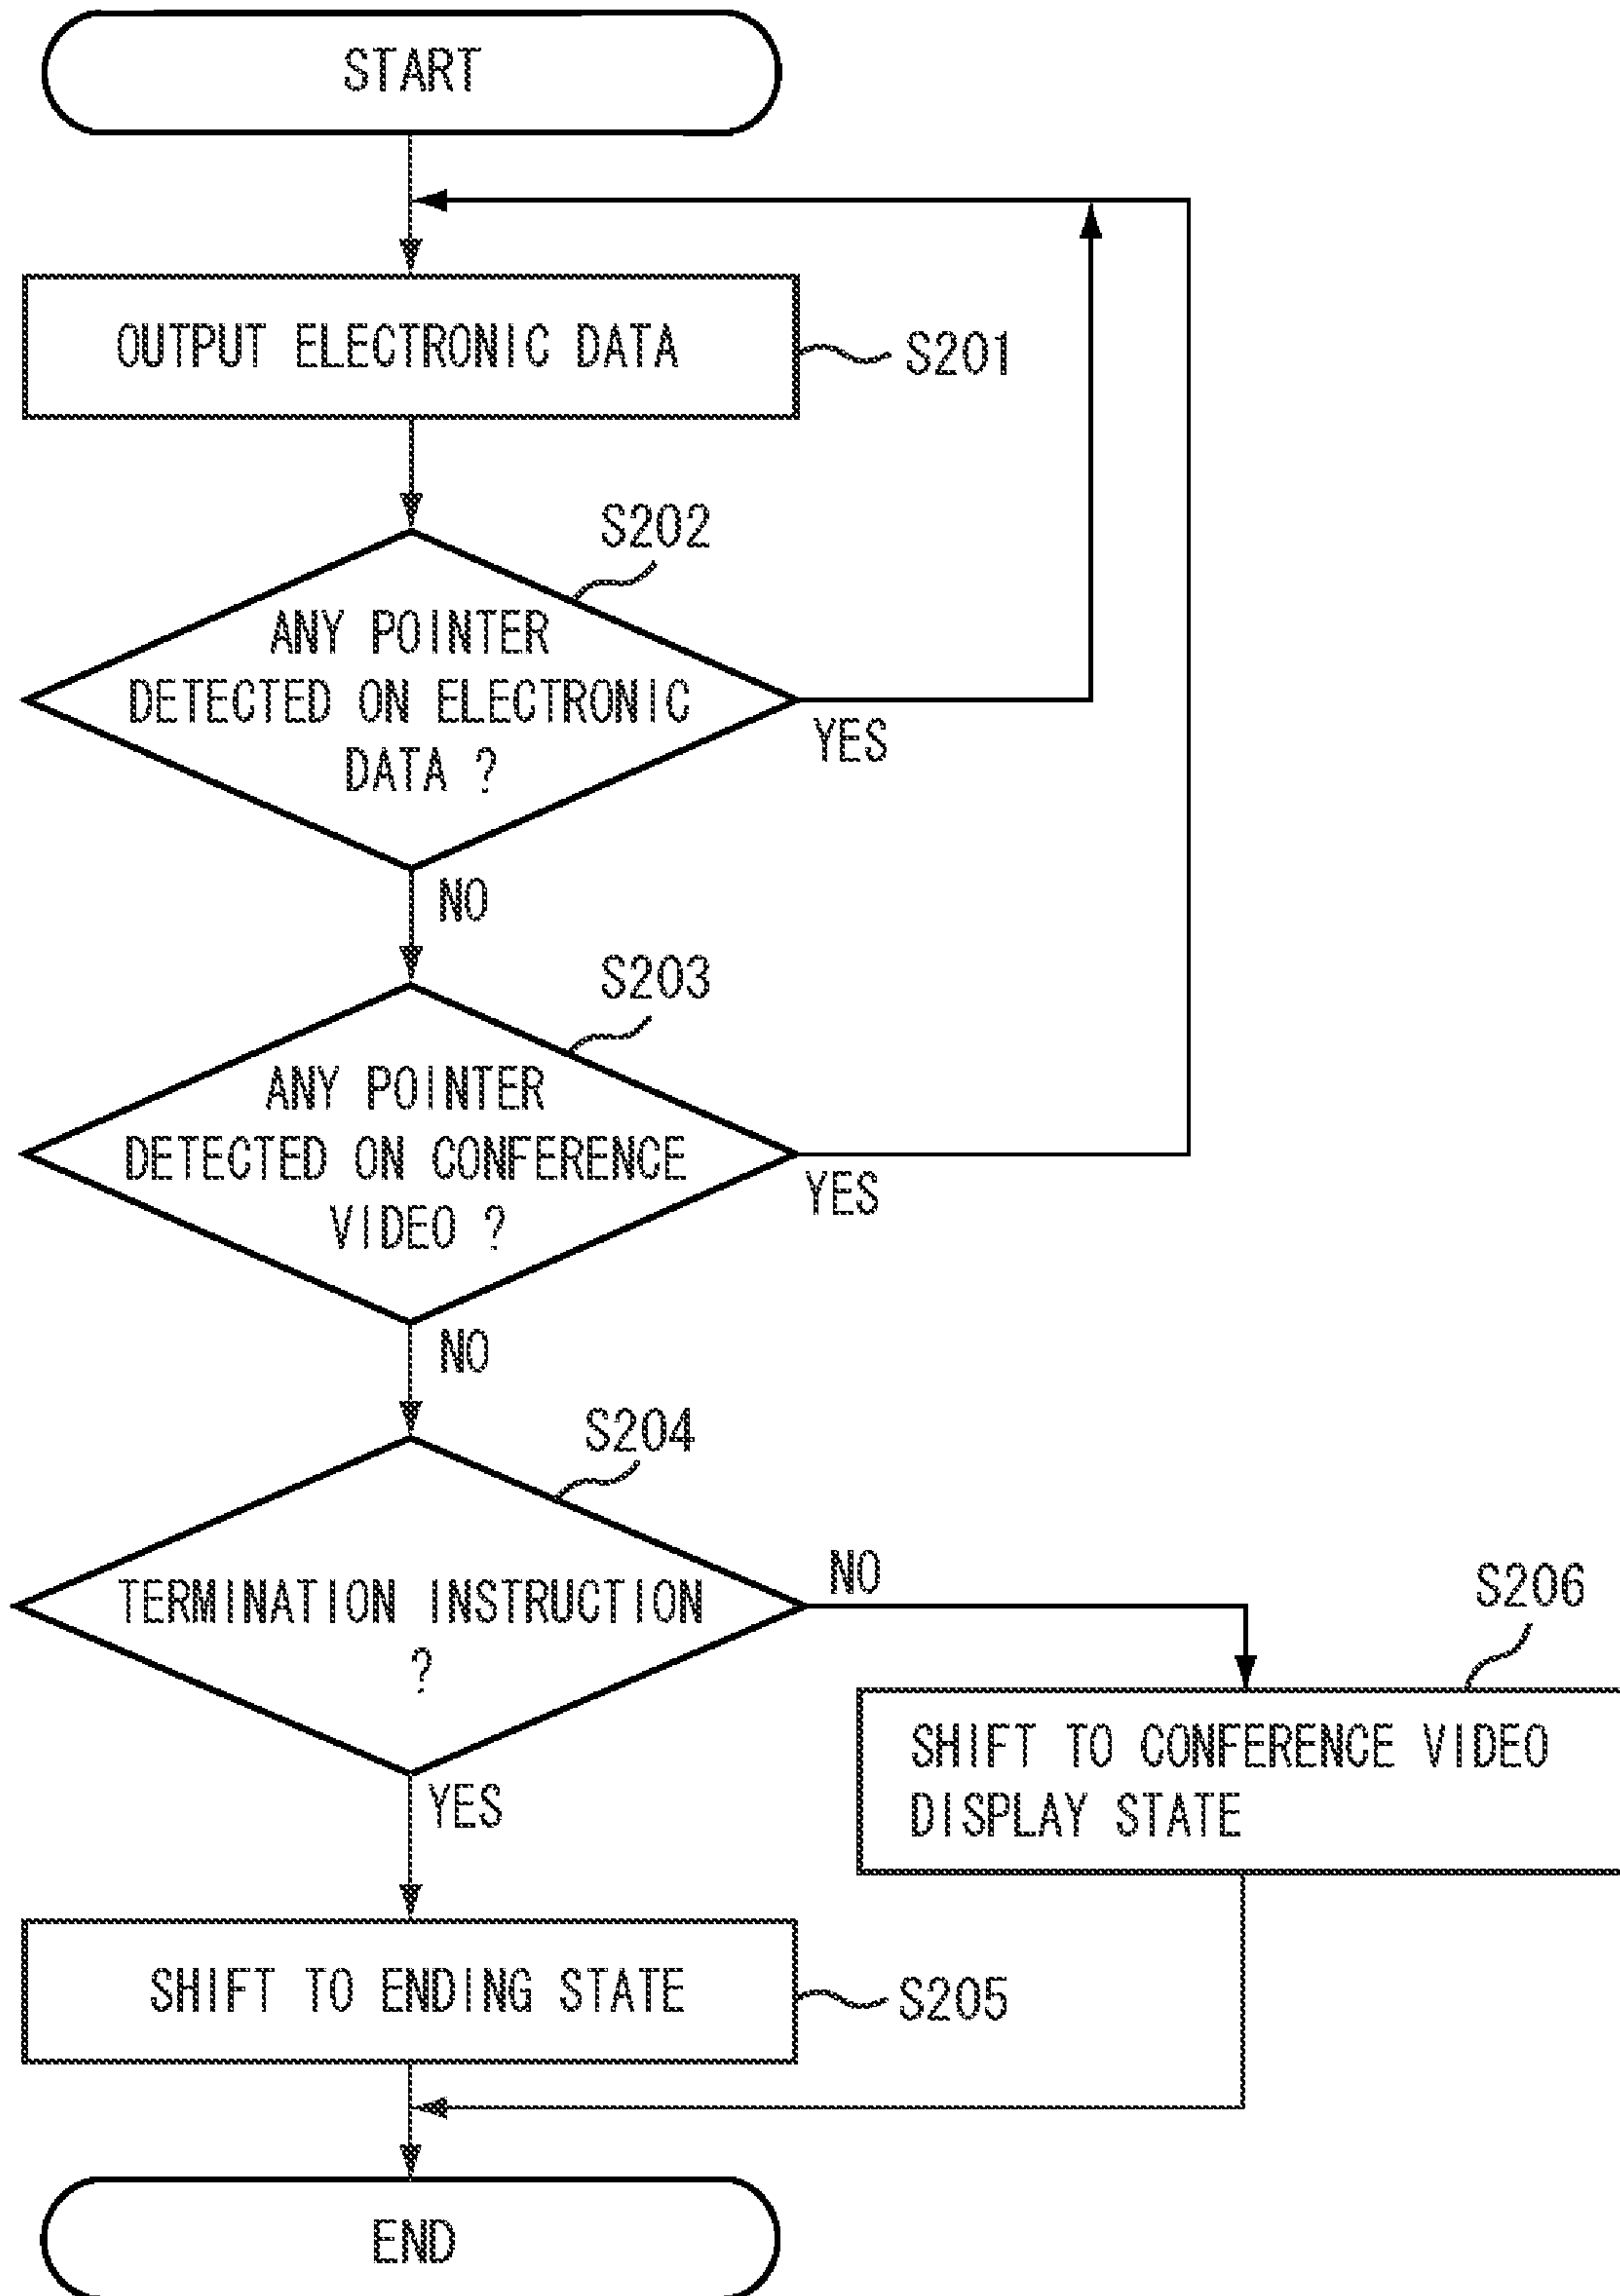 START
OUTPUT ELECTRONIC DATA
S201
S202
ANY POINTER
DETECTED ON ELECTRONIC
DATA ?
YES
NO
S203
ANY POINTER
DETECTED ON CONFERENCE
VIDEO ?
YES
NO
S204
TERMINATION INSTRUCTION
?
NO
S206
SHIFT TO CONFERENCE VIDEO
DISPLAY STATE
YES
SHIFT TO ENDING STATE
S205
END